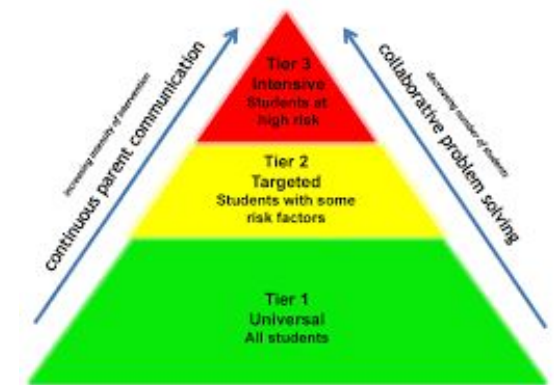 increasing intensity of intervention
continuous parent communication
Tier 3
Intensive
Students at
high risk
Tier 2
Targeted
Students with some
risk factors
Tier 1
Universal
All students
decreasing number of students
collaborative problem solving